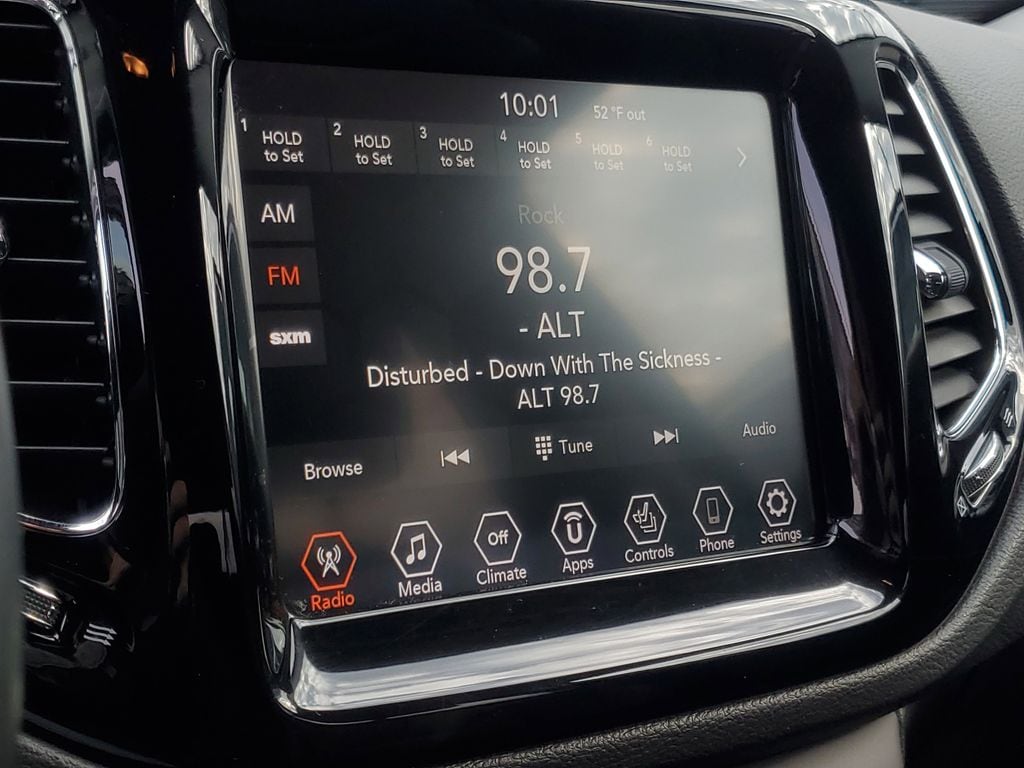 10:01
52 °F out
1 HOLD
to Set
2 HOLD
to Set
3 HOLD
to Set
4 HOLD
to Set
5 HOLD
to Set
6 HOLD
to Set
AM
Rock
FM
98.7
- ALT
sxm
Disturbed - Down With The Sickness -
ALT 98.7
Browse
Tune
Audio
Off
Radio
Media
Climate
Apps
Controls
Phone
Settings